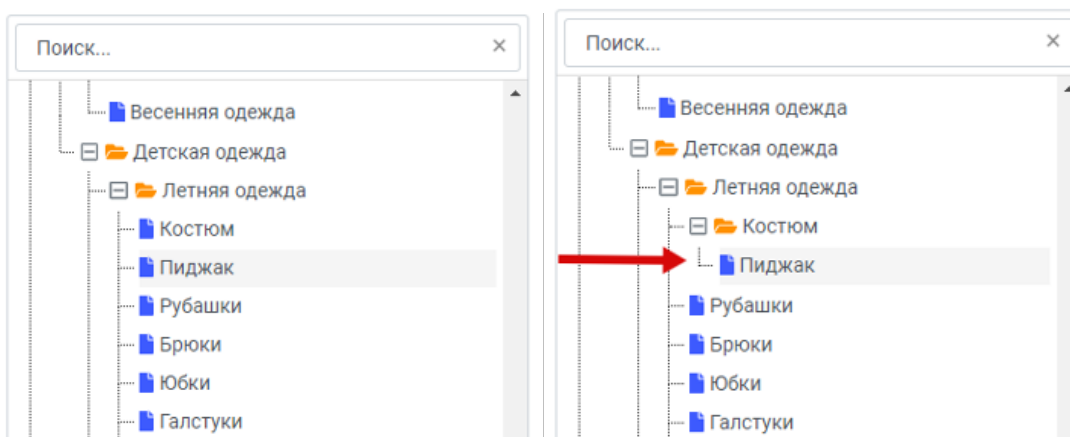 Поиск...
Весенняя одежда
Детская одежда
Летняя одежда
Костюм
Пиджак
Рубашки
Брюки
Юбки
Галстуки
Поиск...
Весенняя одежда
Детская одежда
Летняя одежда
Костюм
Пиджак
Рубашки
Брюки
Юбки
Галстуки